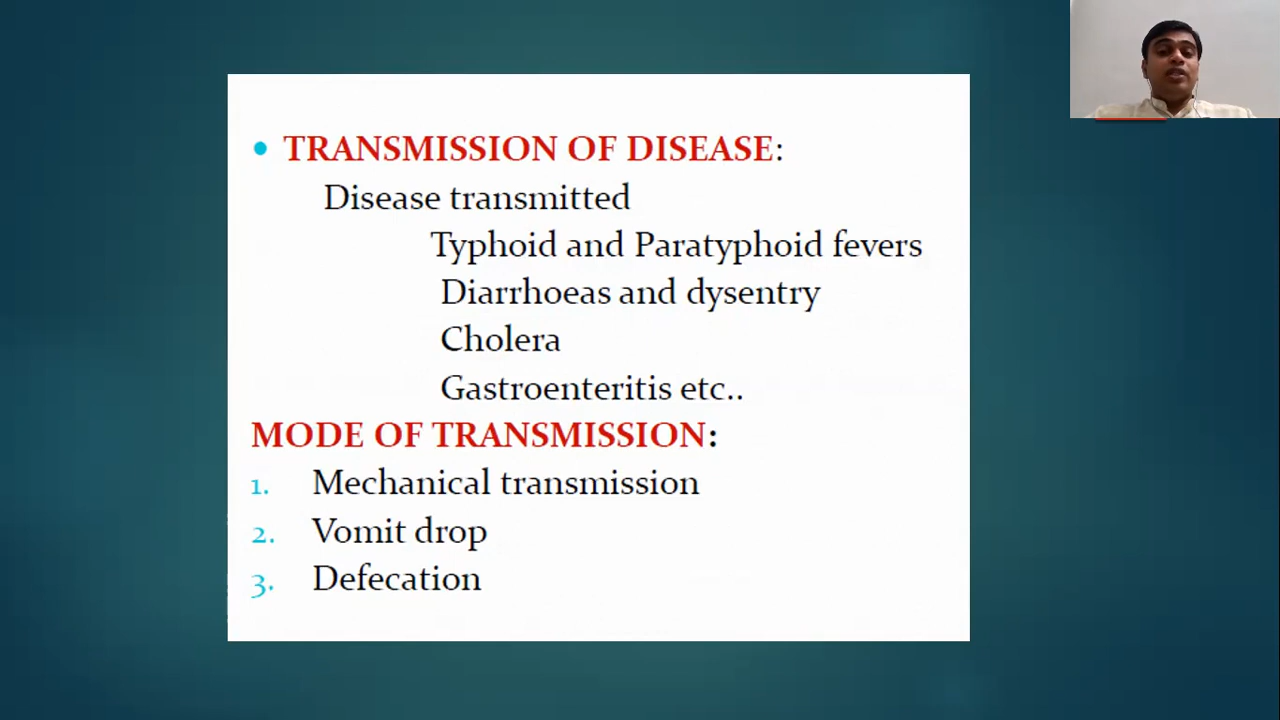 • TRANSMISSION OF DISEASE:
Disease transmitted
Typhoid and Paratyphoid fevers
Diarrhoeas and dysentry
Cholera
Gastroenteritis etc..
MODE OF TRANSMISSION:
1. Mechanical transmission
2. Vomit drop
3. Defecation